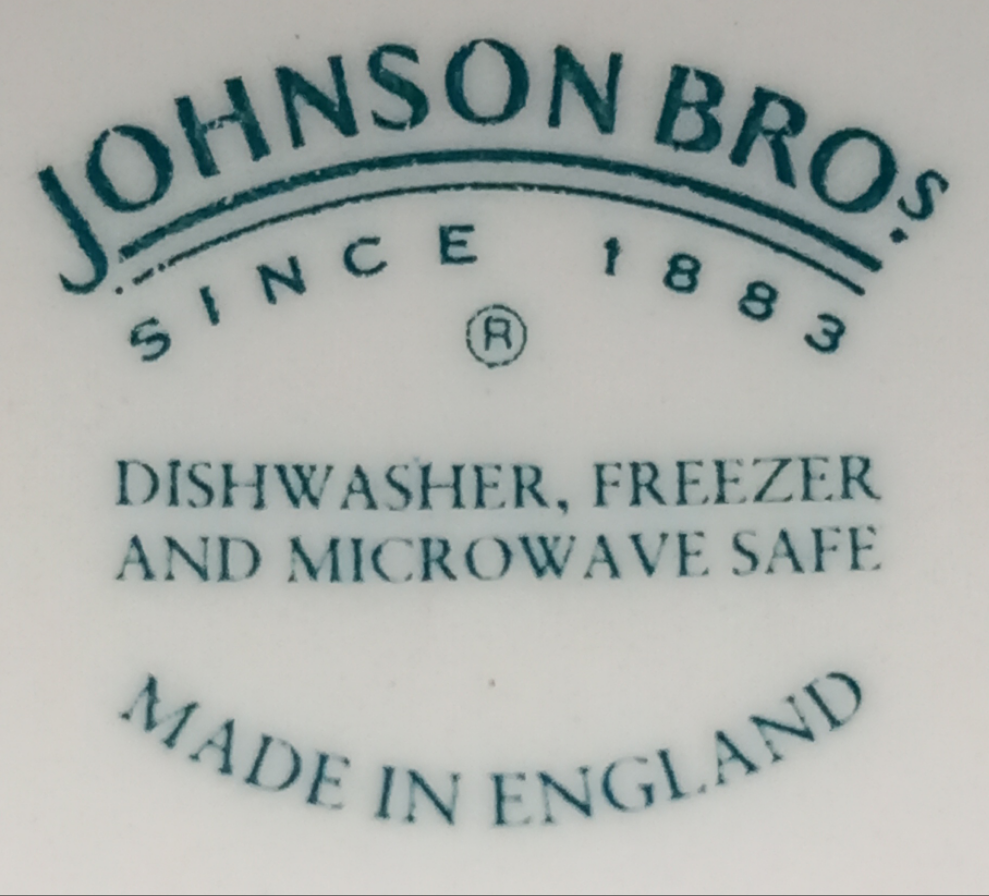 JOHNSON BROS.
SINCE 1883
®
DISHWASHER, FREEZER
AND MICROWAVE SAFE
MADE IN ENGLAND